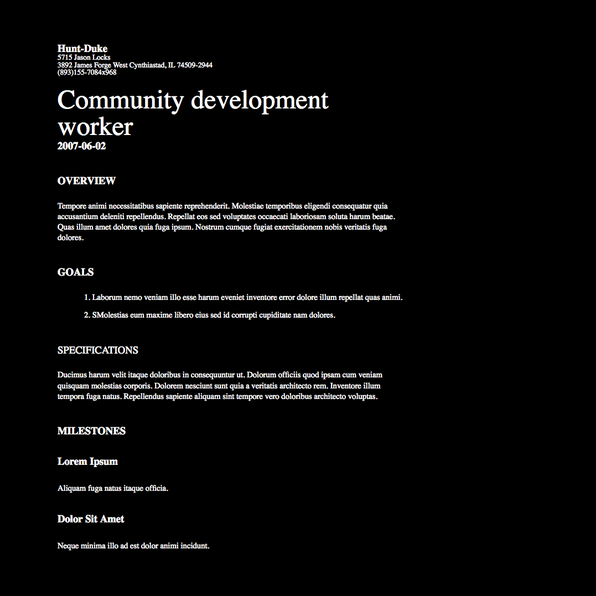 Hunt-Duke
5715 Jason Locks
3892 James Forge West Cynthiastad, IL 74509-2944
(893)155-7084x968
Community development
worker
2007-06-02
OVERVIEW
Tempore animi necessitatibus sapiente reprehenderit. Molestiae temporibus eligendi consequatur quia
accusantium deleniti repellendus. Repellat eos sed voluptates occaecati laboriosam soluta harum beatae.
Quas illum amet dolores quia fuga ipsum. Nostrum cumque fugiat exercitationem nobis veritatis fuga
dolores.
GOALS
1. Laborum nemo veniam illo esse harum eveniet inventore error dolore illum repellat quas animi.
2. SMolestias eum maxime libero eius sed id corrupti cupiditate nam dolores.
SPECIFICATIONS
Ducimus harum velit itaque doloribus in consequuntur ut. Dolorum officiis quod ipsam cum veniam
quisquam molestias corporis. Dolorem nesciunt sunt quia a veritatis architecto rem. Inventore illum
tempora fuga natus. Repellendus sapiente aliquam sint tempore vero doloribus architecto voluptas.
MILESTONES
Lorem Ipsum
Aliquam fuga natus itaque officia.
Dolor Sit Amet
Neque minima illo ad est dolor animi incidunt.